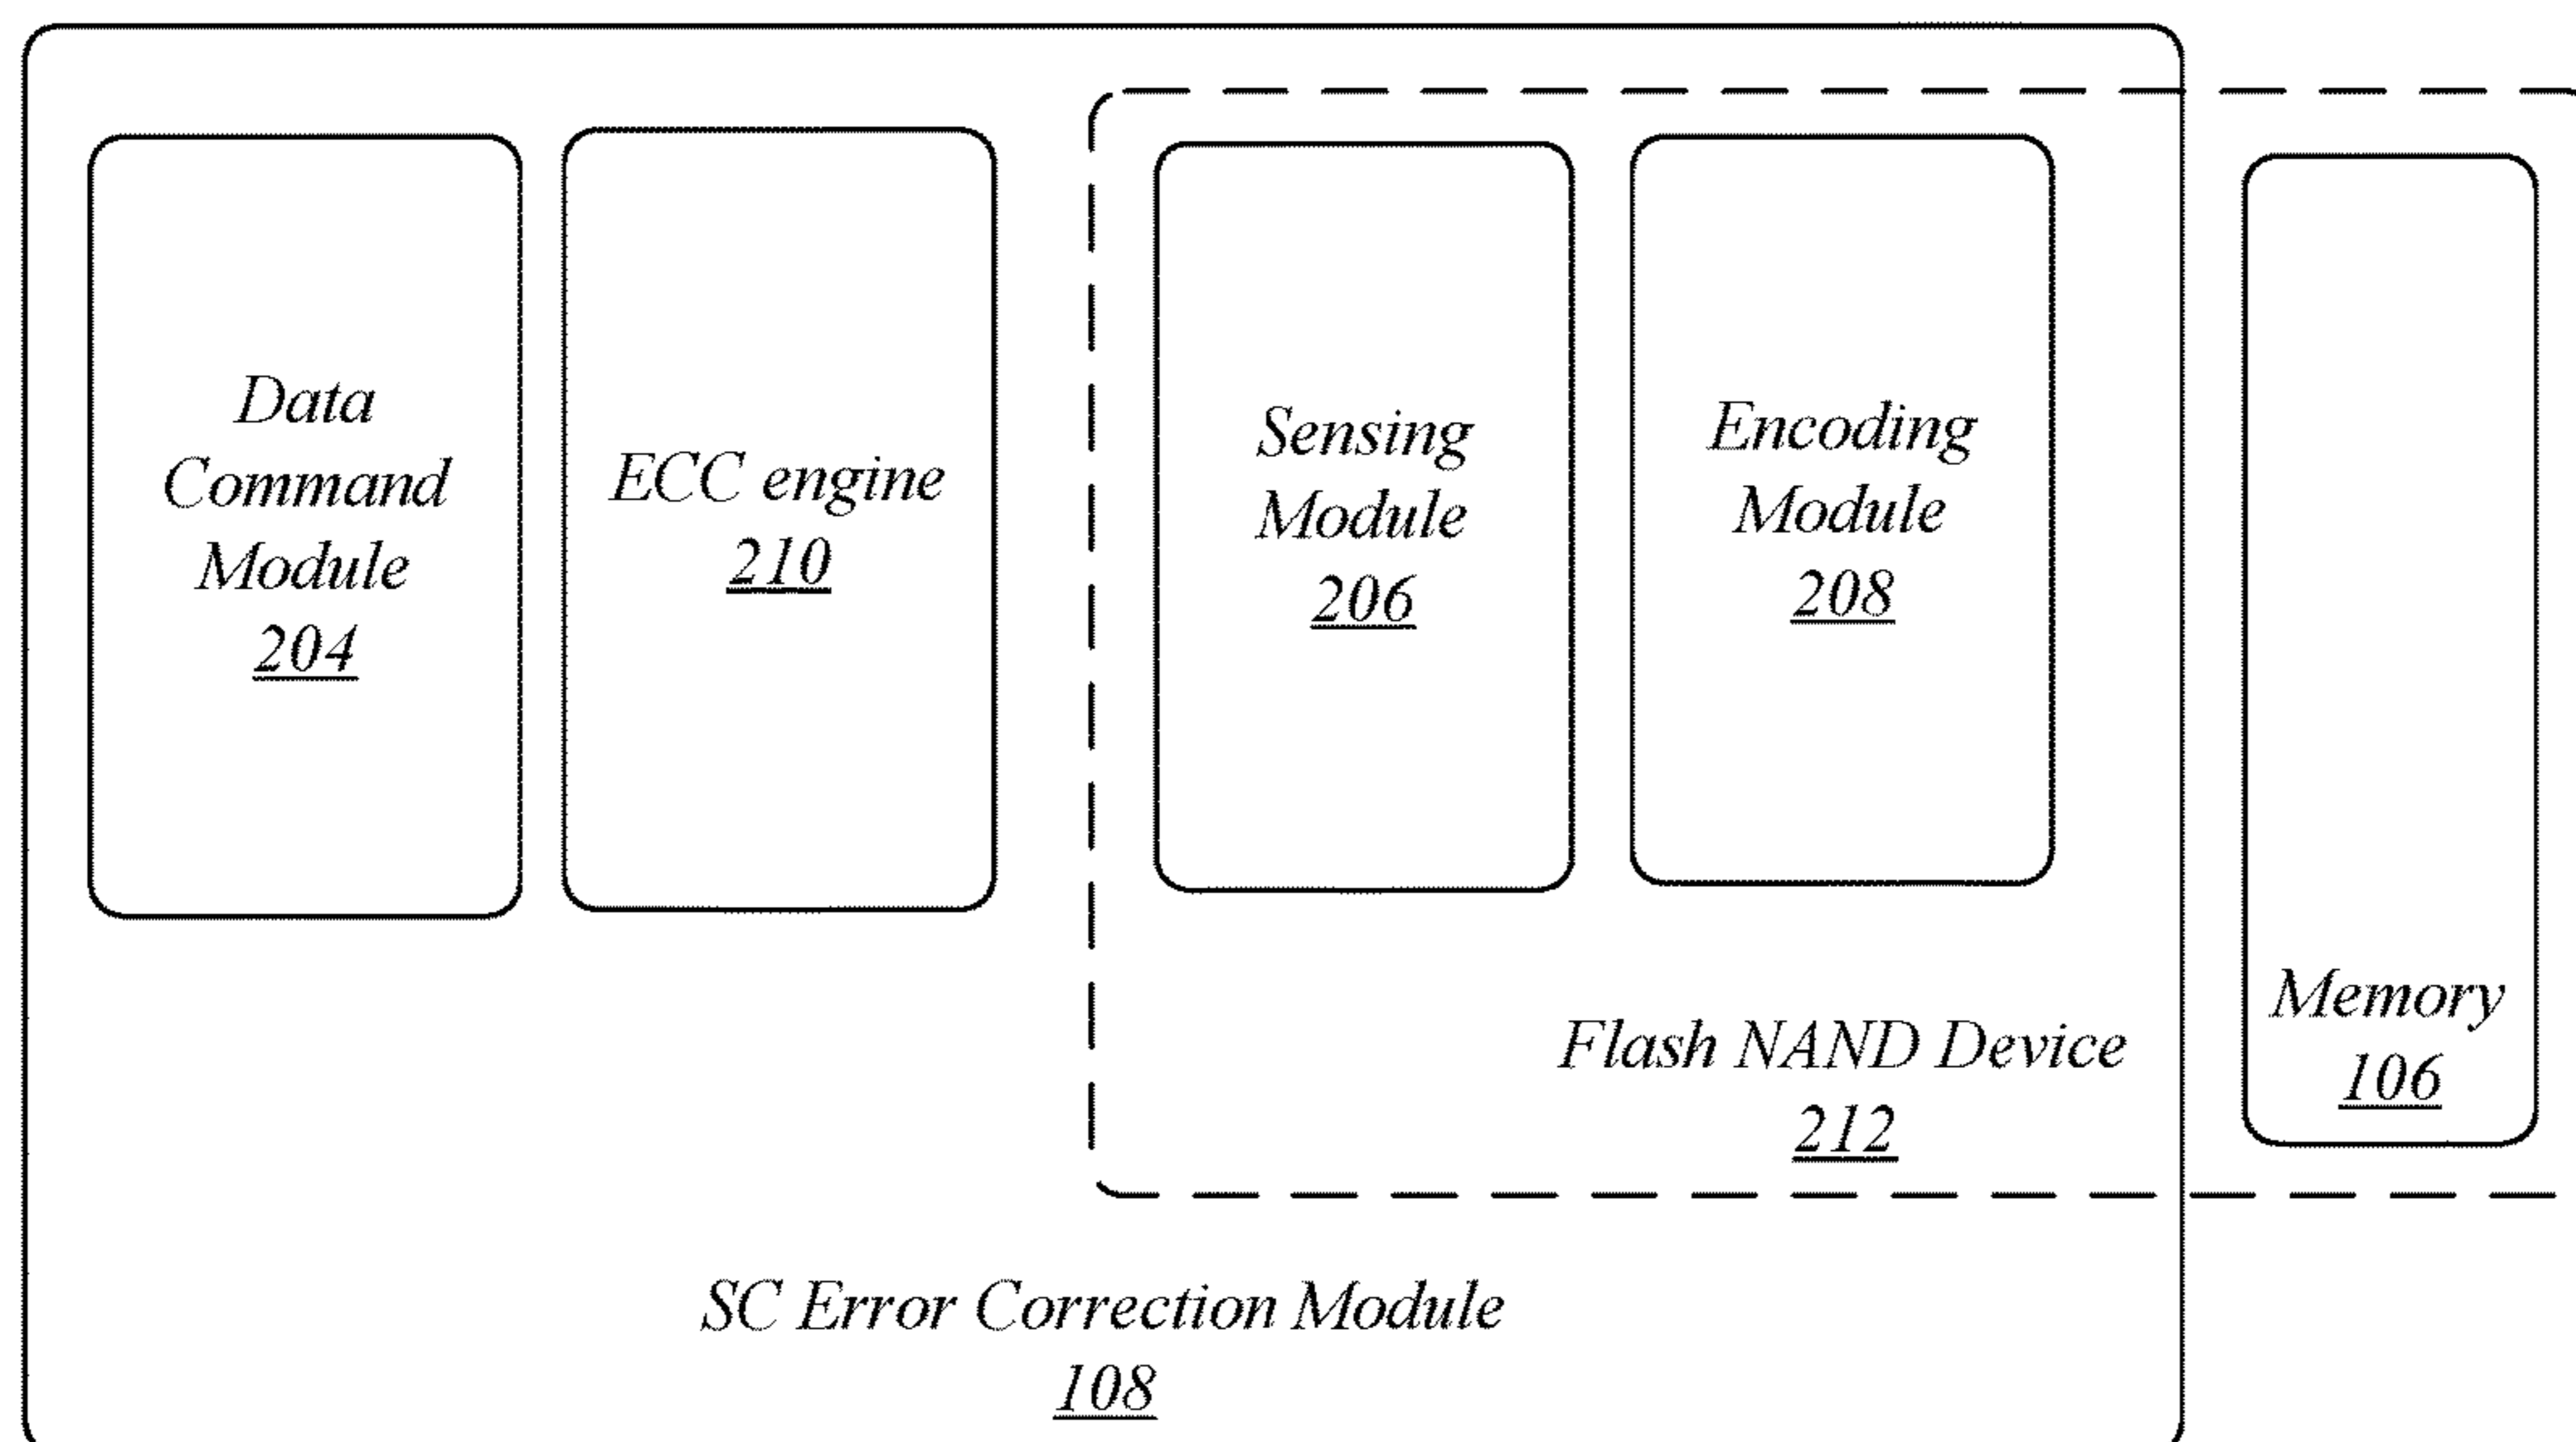 Data
Command
Module
204
ECC engine
210
Sensing
Module
206
Encoding
Module
208
Memory
106
Flash NAND Device
212
SC Error Correction Module
108